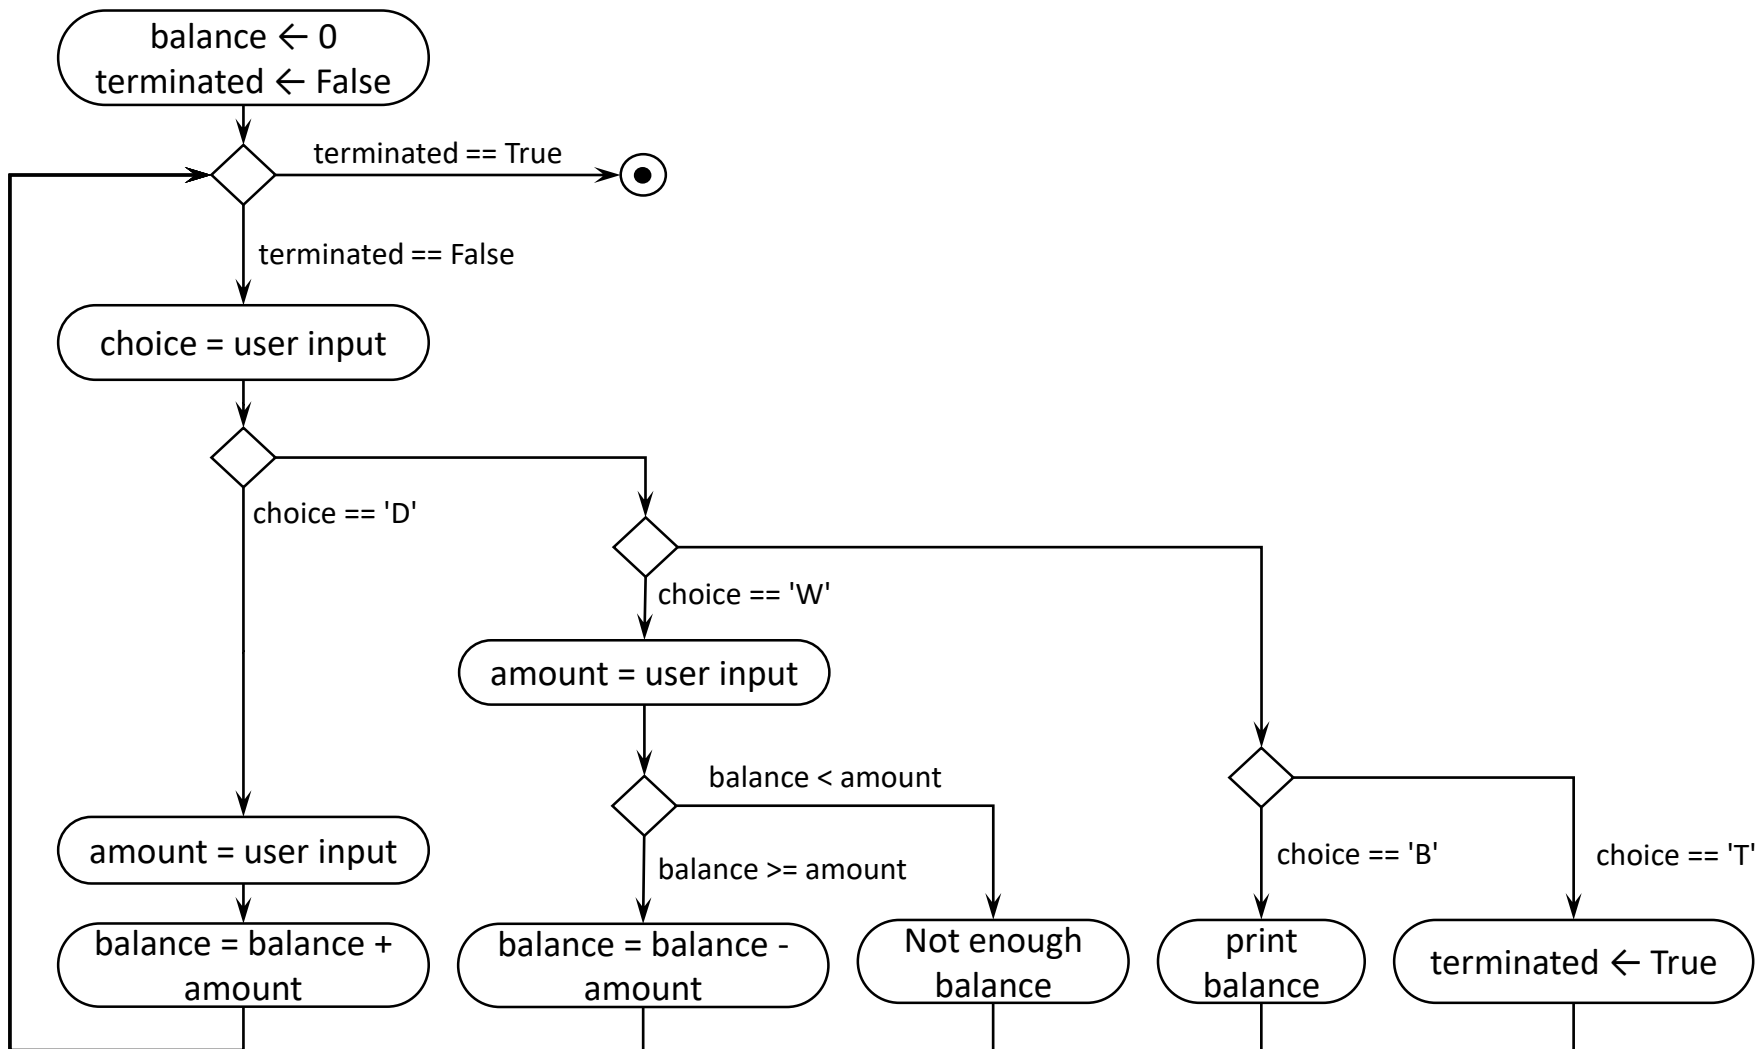 balance ← 0
terminated ← False
terminated == True
terminated == False
choice = user input
choice == 'D'
choice == 'W'
amount = user input
balance < amount
amount = user input
balance >= amount
choice == 'B'
choice == 'T'
balance = balance +
amount
balance = balance -
amount
Not enough
balance
print
balance
terminated ← True